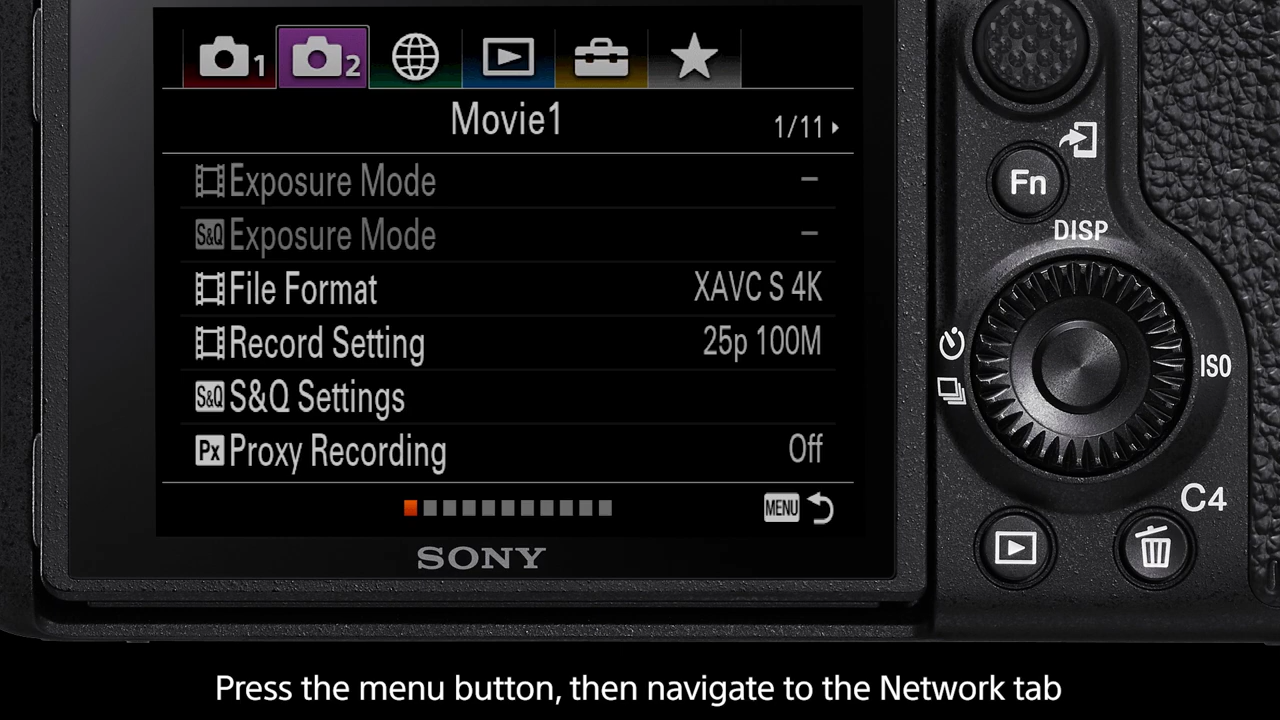 1 2
Movie1 1/11
Exposure Mode –
S&Q Exposure Mode –
File Format XAVC S 4K
Record Setting 25p 100M
S&Q S&Q Settings
Px Proxy Recording Off
MENU
SONY
Fn
DISP
ISO
C4
Press the menu button, then navigate to the Network tab